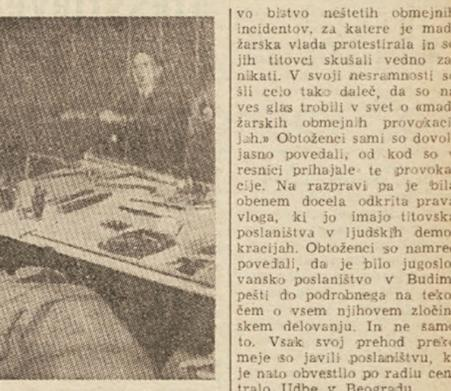 vo bistvo neštetih obmejnih
incidentov, za katere je mad
žarska vlada protestirala in so
jih titovci skušali vedno za
nikati. V svoji nesramnosti so
šli celo tako daleč, da so na
ves glas trobili v svet o «mad
žarskih obmejnih provokaci
jah.» Obtoženci sami so dovolj
jasno povedali, od kod so v
resnici prihajale te provoka
cije. Na razpravi pa je bila
obenem docela odkrita prava
vloga, ki jo imajo titovska
poslaništva v ljudskih demo
kracijah. Obtoženci so namreč
povedali, da je bilo jugoslo
vansko poslaništvo v Budim
pešti do podrobnega na teko
čem o vsem njihovem zločin
skem delovanju. In ne samo
to. Vsak svoj prehod preko
meje so javili poslaništvu, ki
je nato obvestilo po radiu cen
tralo Udbe v Beogradu.